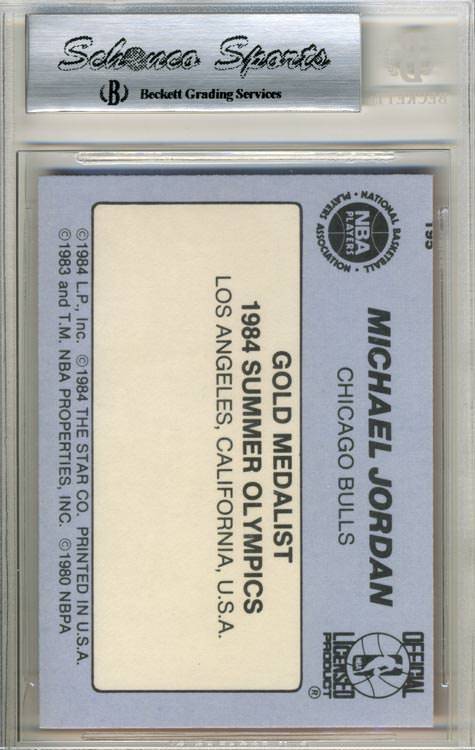 Schonco Sports
B Beckett Grading Services
195
NATIONAL BASKETBALL
PLAYERS ASSOCIATION
NBA
PLAYERS
MICHAEL JORDAN
CHICAGO BULLS
OFFICIAL
NBA
LICENSED
PRODUCT
®
GOLD MEDALIST
1984 SUMMER OLYMPICS
LOS ANGELES, CALIFORNIA, U.S.A.
©1984 L.P., Inc. ©1984 THE STAR CO. PRINTED IN U.S.A.
©1983 and T.M. NBA PROPERTIES, INC. ©1980 NBPA